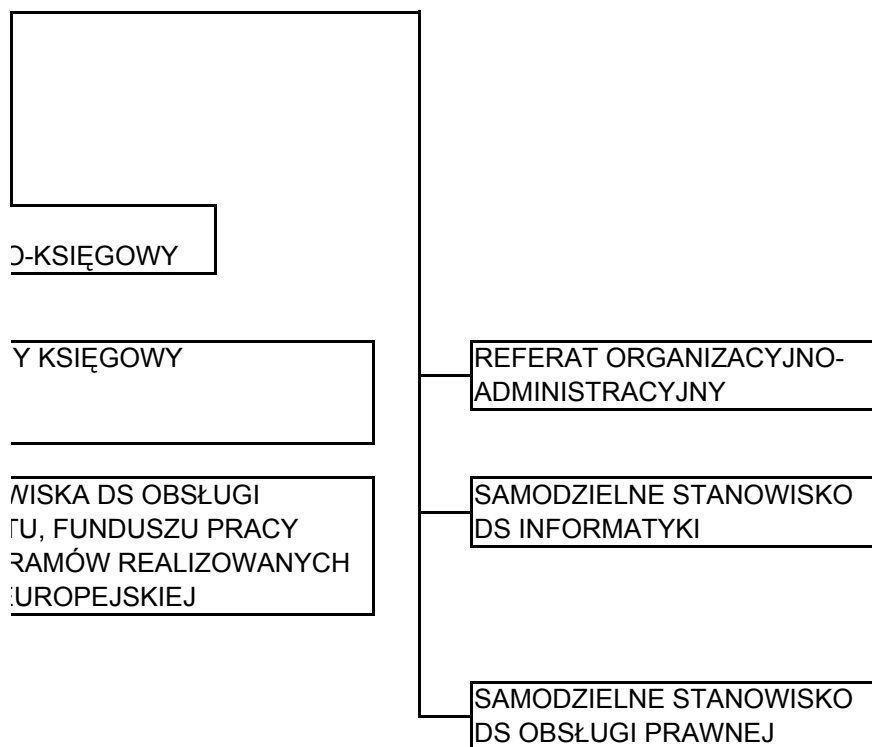 O-KSIĘGOWY
Y KSIĘGOWY
WISKA DS OBSŁUGI
TU, FUNDUSZU PRACY
RAMÓW REALIZOWANYCH
EUROPEJSKIEJ
REFERAT ORGANIZACYJNO-
ADMINISTRACYJNY
SAMODZIELNE STANOWISKO
DS INFORMATYKI
SAMODZIELNE STANOWISKO
DS OBSŁUGI PRAWNEJ